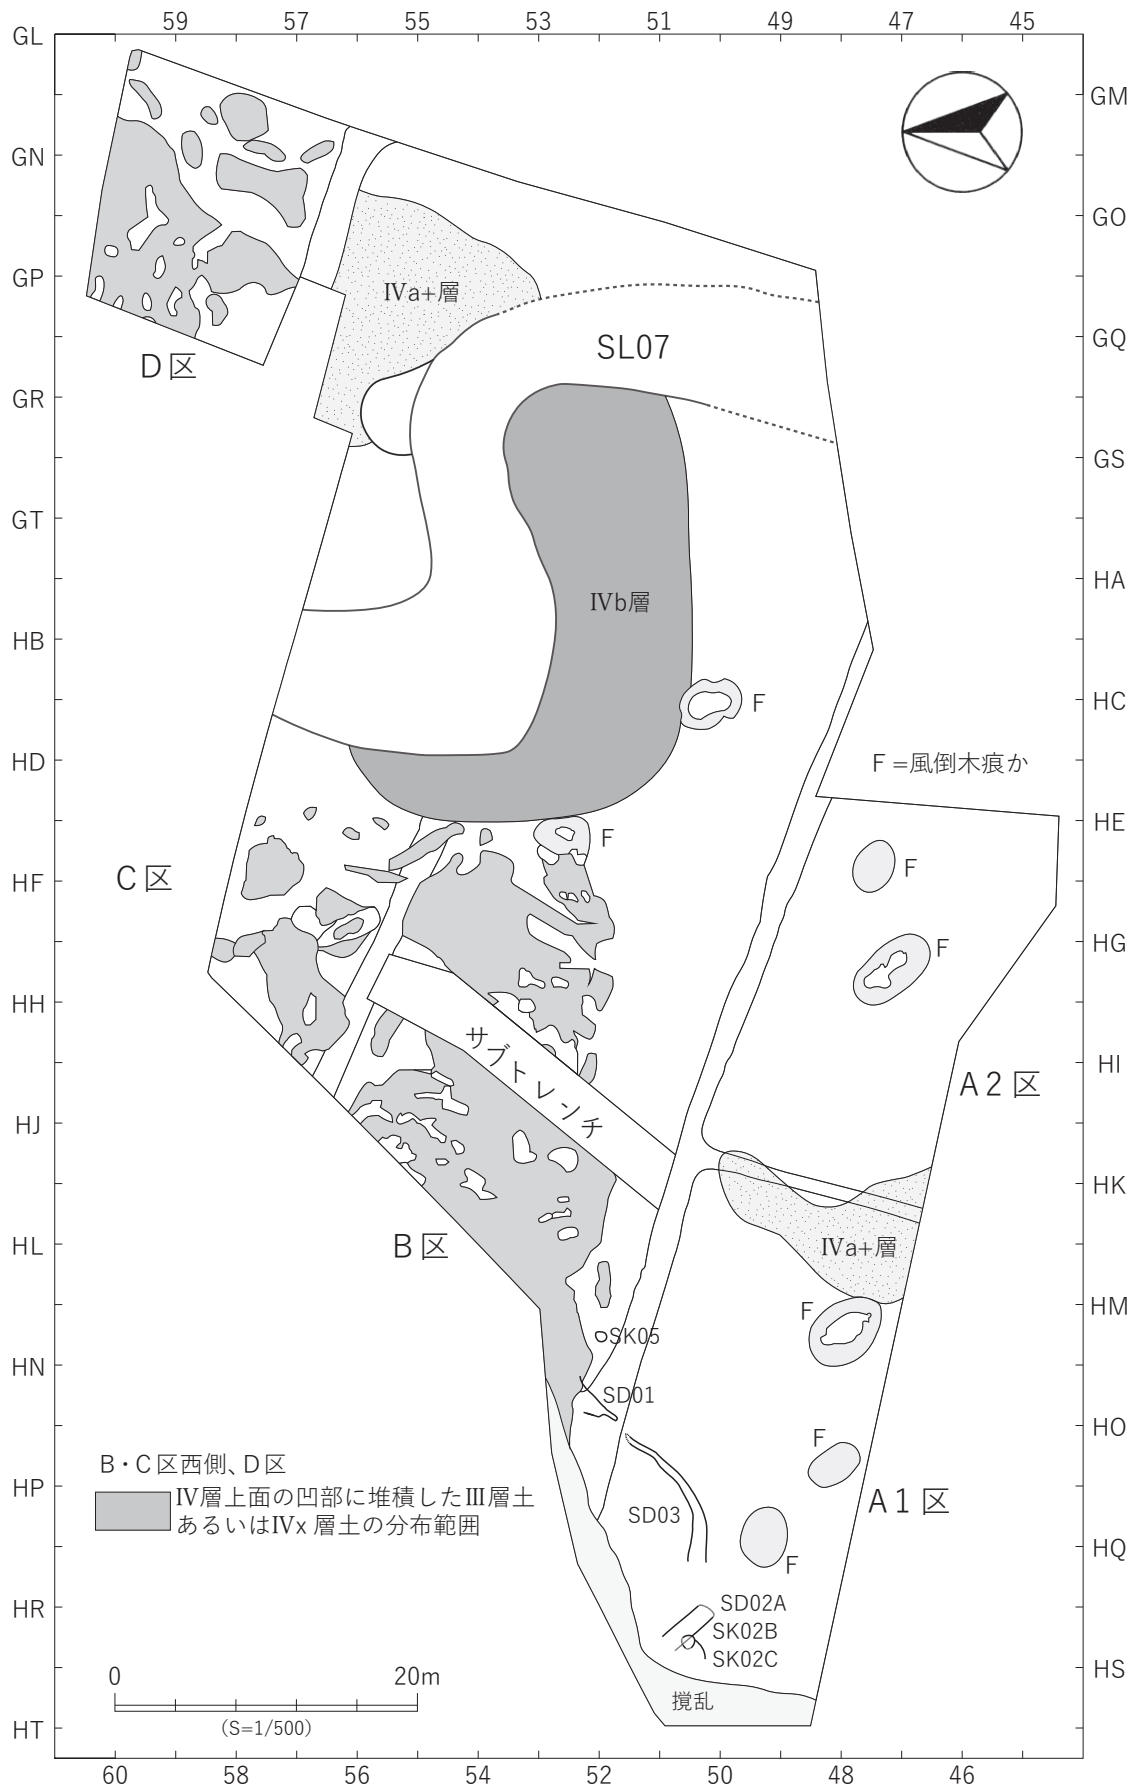 59 57 55 53 51 49 47 45
GL
GM
GN
GO
GP
IVa+層
SL07
GQ
D区
GR
GS
GT
HA
IVb層
HB
HC
F
HD
F=風倒木痕か
HE
F
C区
HF
F
HG
F
HH
サブトレンチ
HI
A2区
HJ
HK
B区
HL
IVa+層
HM
F
SK05
HN
SD01
HO
F
B・C区西側、D区
HP
IV層上面の凹部に堆積したIII層土
あるいはIVx層土の分布範囲
SD03
A1区
HQ
F
HR
SD02A
SK02B
SK02C
HS
0 20m
(S=1/500)
撹乱
HT
60 58 56 54 52 50 48 46